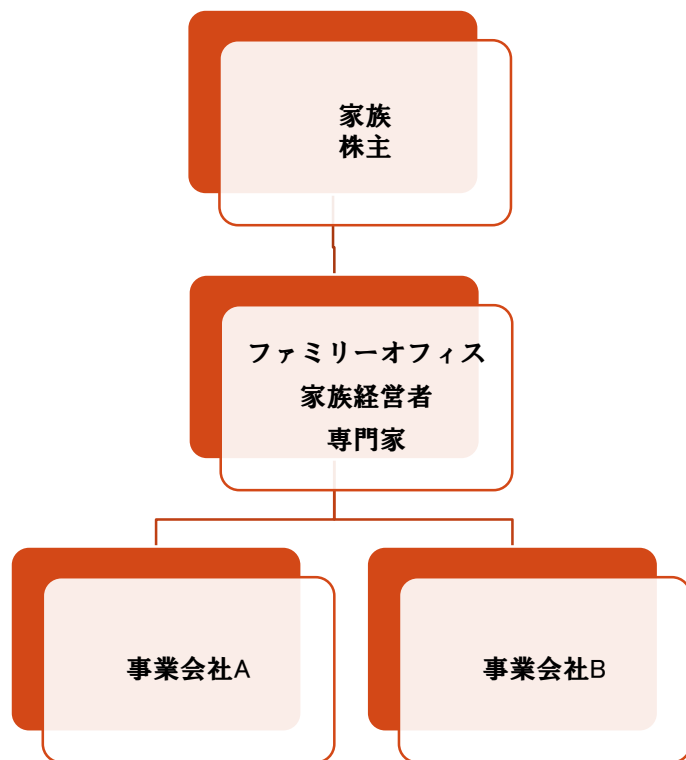 家族
株主
ファミリーオフィス
家族経営者
専門家
事業会社A
事業会社B